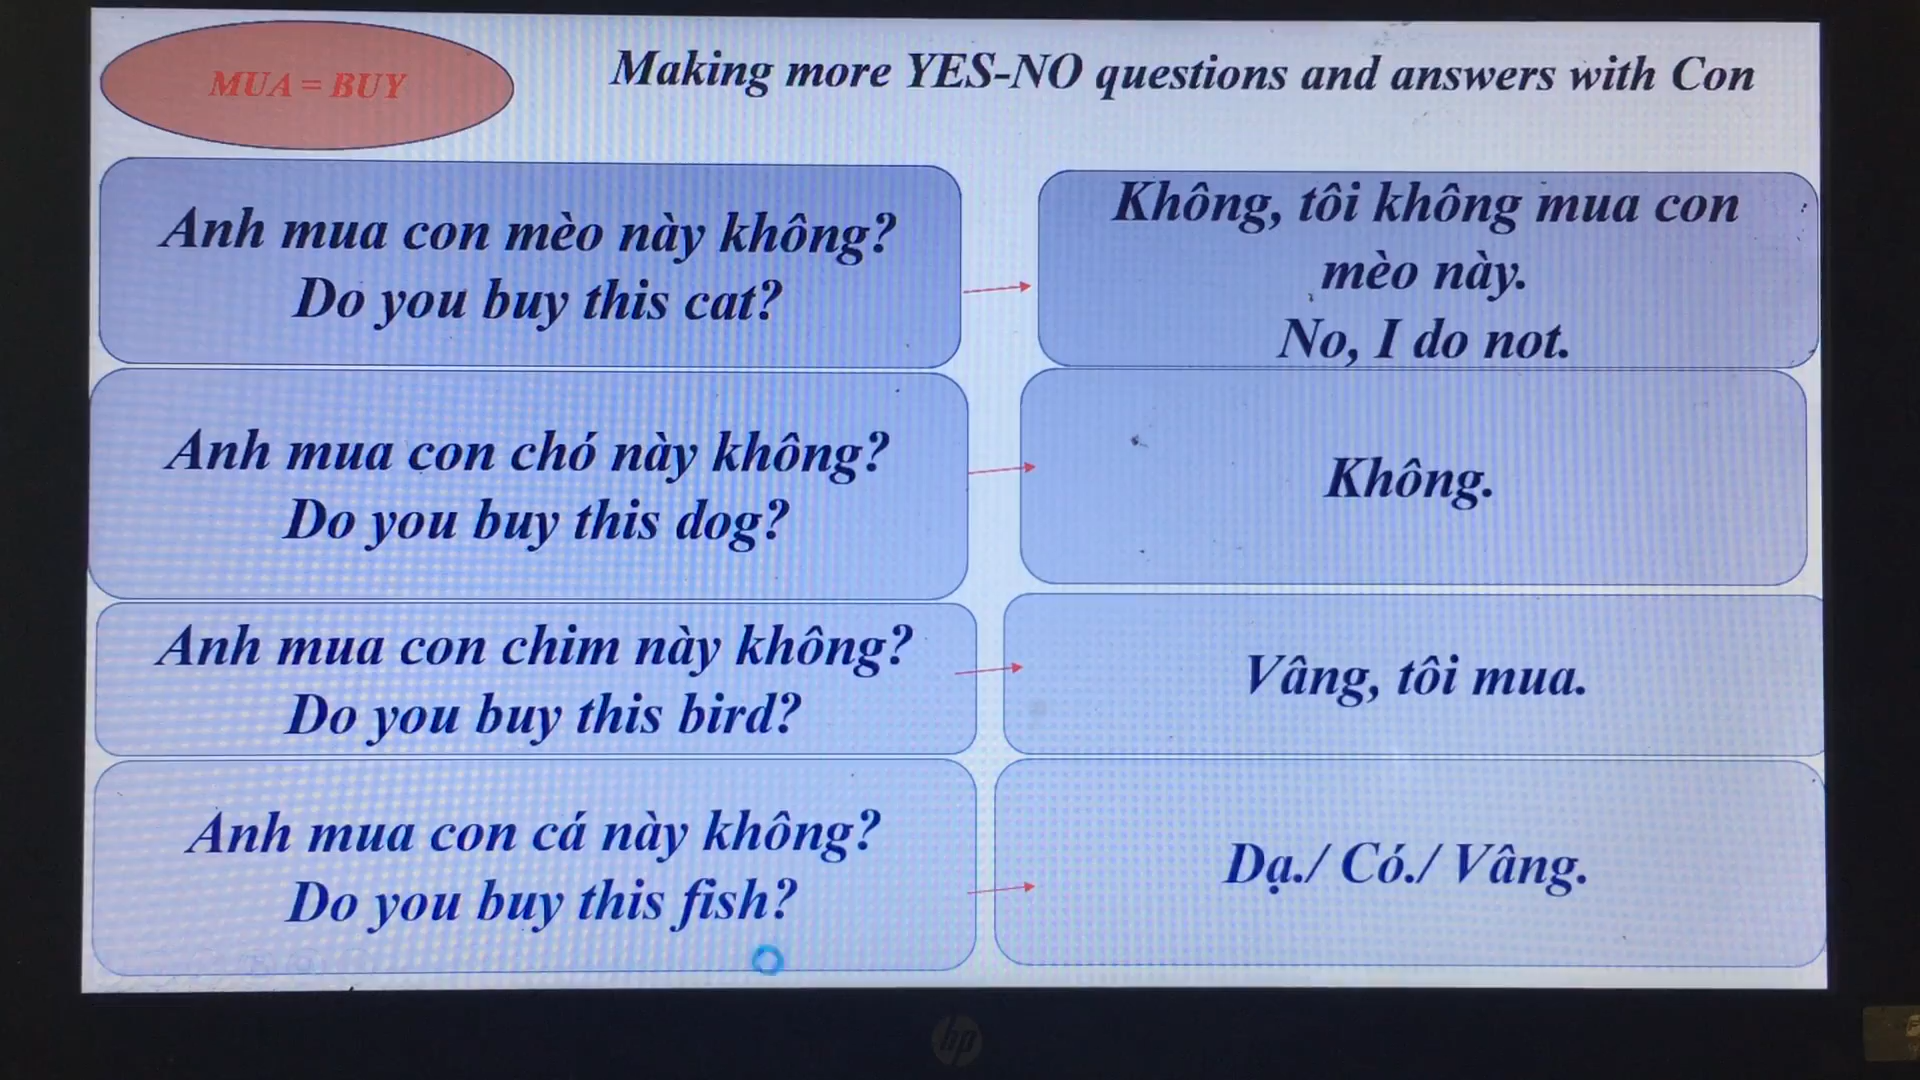 MUA = BUY
Making more YES-NO questions and answers with Con
Anh mua con mèo này không?
Do you buy this cat?
Không, tôi không mua con
mèo này.
No, I do not.
Anh mua con chó này không?
Do you buy this dog?
Không.
Anh mua con chim này không?
Do you buy this bird?
Vâng, tôi mua.
Anh mua con cá này không?
Do you buy this fish?
Dạ./ Có./ Vâng.
hp